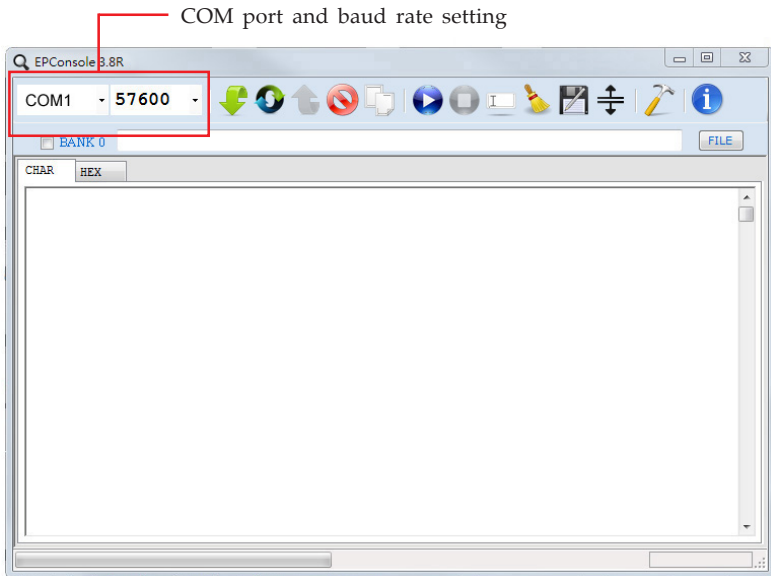 COM port and baud rate setting
EPConsole 3.8R
COM1 57600
BANK 0 FILE
CHAR HEX